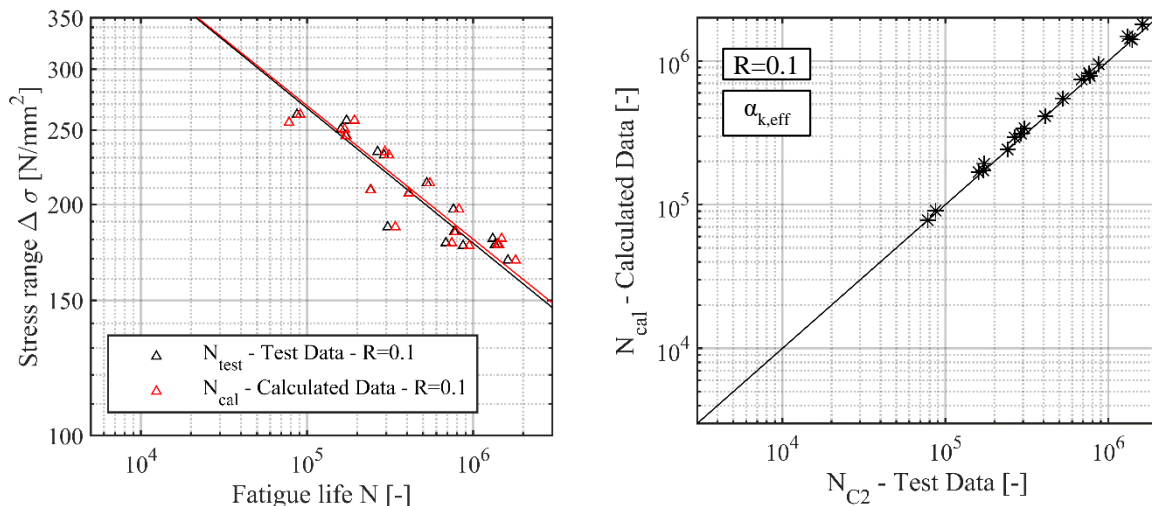 350
300
250
200
150
100
Stress range Δ σ [N/mm²]
N_test - Test Data - R=0.1
N_cal - Calculated Data - R=0.1
10⁴
10⁵
10⁶
Fatigue life N [-]
R=0.1
α_k,eff
10⁶
10⁵
10⁴
N_cal - Calculated Data [-]
10⁴
10⁵
10⁶
N_C2 - Test Data [-]